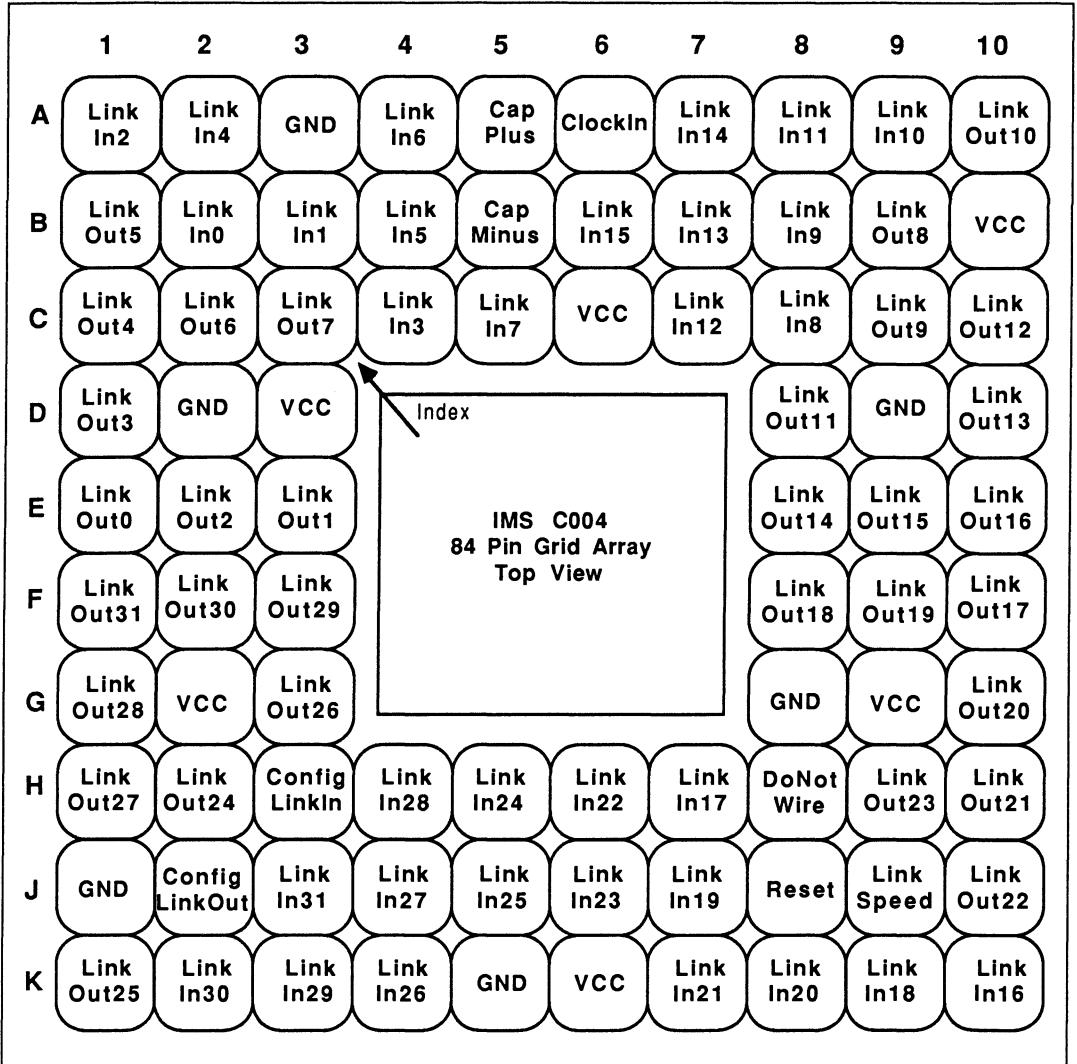 1 2 3 4 5 6 7 8 9 10
A Link In2 Link In4 GND Link In6 Cap Plus ClockIn Link In14 Link In11 Link In10 Link Out10
B Link Out5 Link In0 Link In1 Link In5 Cap Minus Link In15 Link In13 Link In9 Link Out8 VCC
C Link Out4 Link Out6 Link Out7 Link In3 Link In7 VCC Link In12 Link In8 Link Out9 Link Out12
D Link Out3 GND VCC Index Link Out11 GND Link Out13
E Link Out0 Link Out2 Link Out1 Link Out14 Link Out15 Link Out16
IMS C004
84 Pin Grid Array
Top View
F Link Out31 Link Out30 Link Out29 Link Out18 Link Out19 Link Out17
G Link Out28 VCC Link Out26 GND VCC Link Out20
H Link Out27 Link Out24 Config LinkIn Link In28 Link In24 Link In22 Link In17 DoNot Wire Link Out23 Link Out21
J GND Config LinkOut Link In31 Link In27 Link In25 Link In23 Link In19 Reset Link Speed Link Out22
K Link Out25 Link In30 Link In29 Link In26 GND VCC Link In21 Link In20 Link In18 Link In16